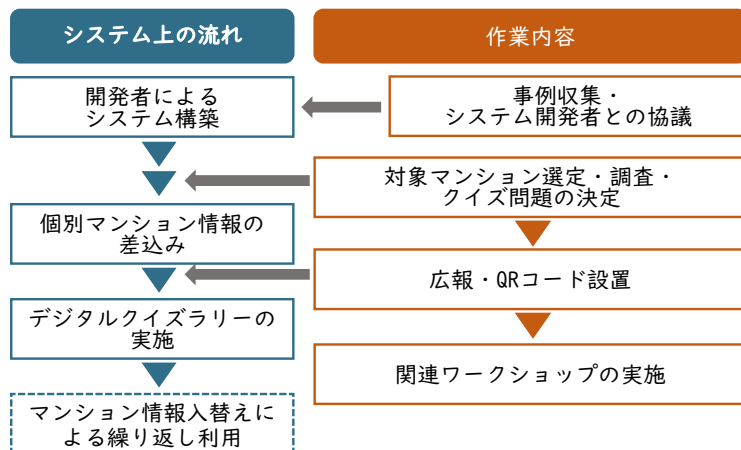 システム上の流れ
作業内容
開発者による
システム構築
事例収集・
システム開発者との協議
対象マンション選定・調査・
クイズ問題の決定
個別マンション情報の
差込み
広報・QRコード設置
デジタルクイズラリーの
実施
関連ワークショップの実施
マンション情報入替えに
よる繰り返し利用